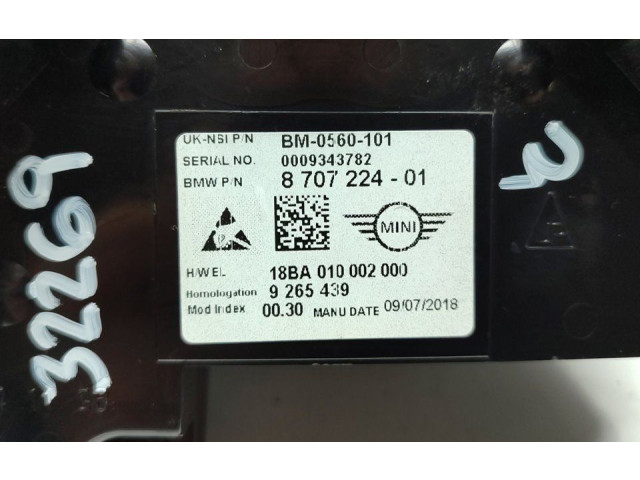 UK-NSI P/N BM-0560-101
SERIAL NO. 0009343782
BMW P/N 8 707 224 - 01
MINI
H/W EL 18BA 010 002 000
Homologation 9 265 439
Mod Index 00.30 MANU DATE 09/07/2018
32269